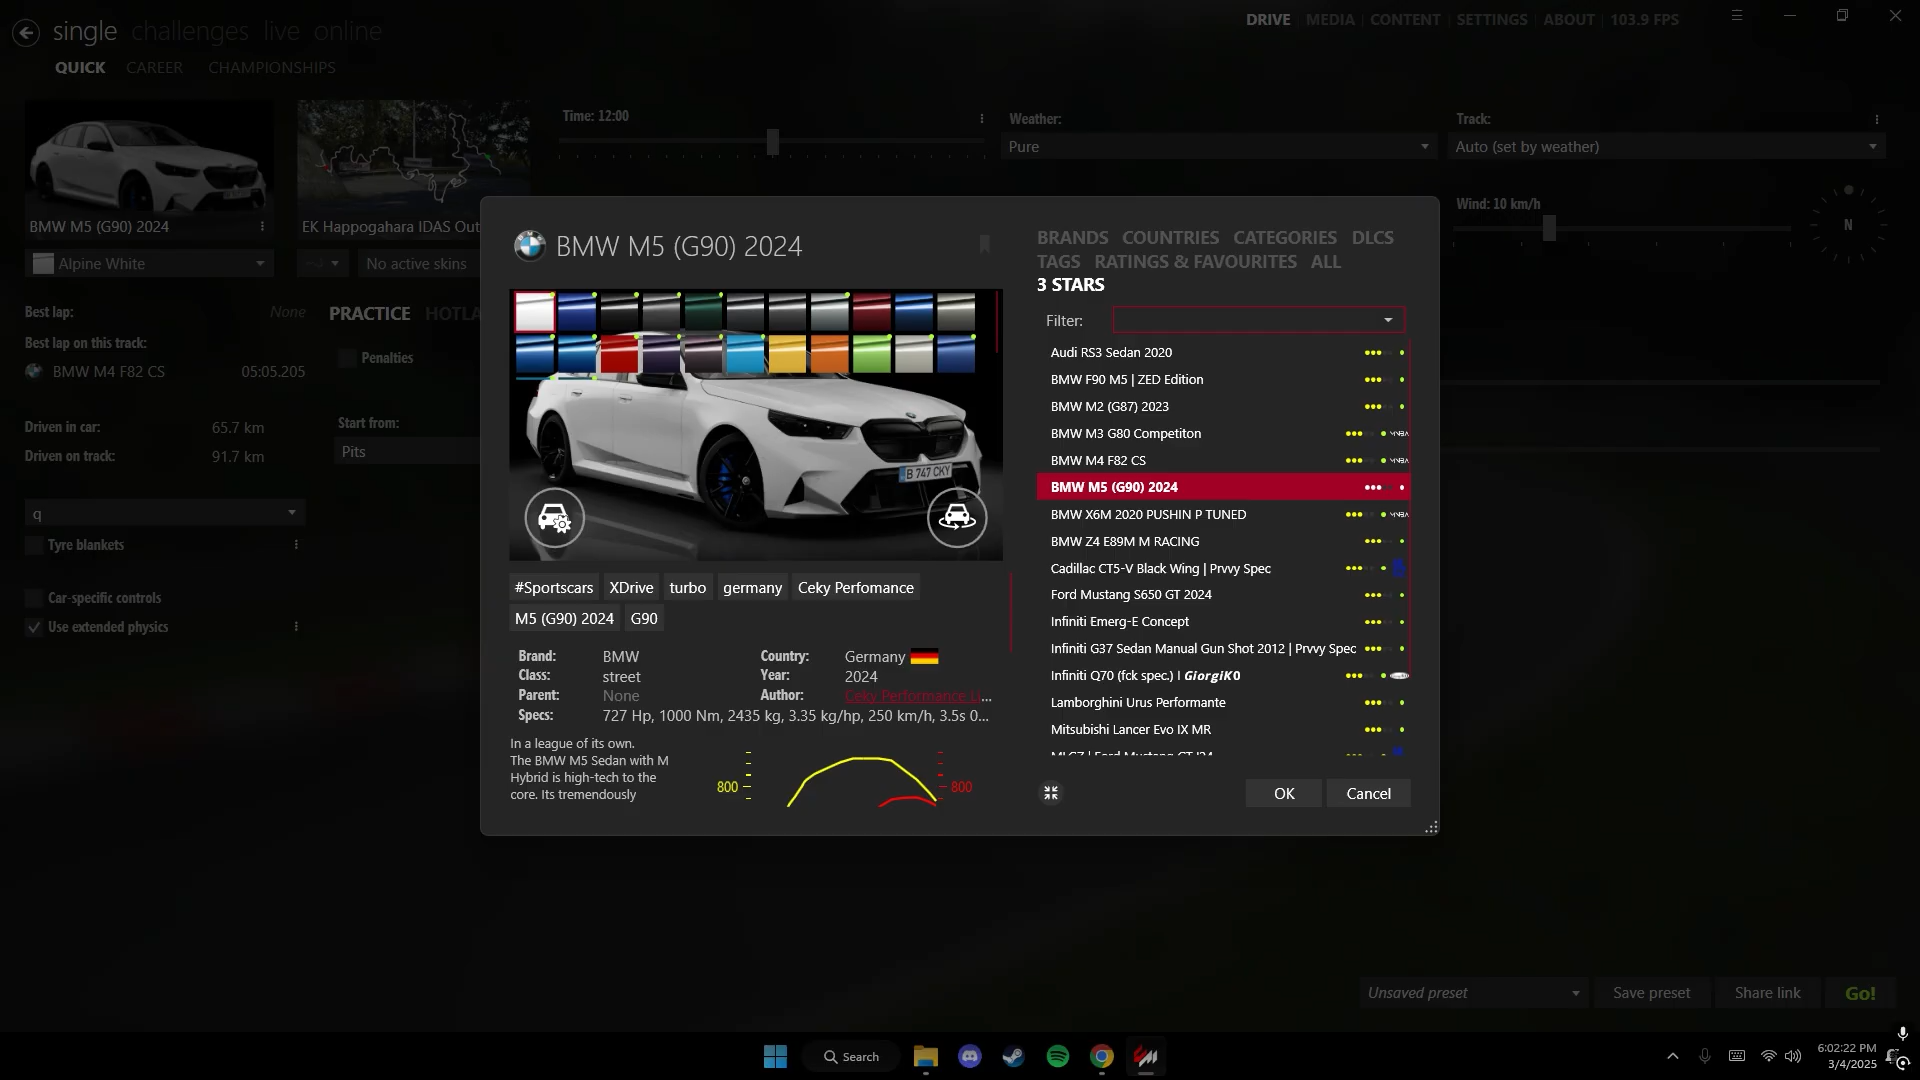 single challenges live online
DRIVE MEDIA CONTENT SETTINGS ABOUT 103.9 FPS
QUICK CAREER CHAMPIONSHIPS
BMW M5 (G90) 2024
EK Happogahara IDAS Out
Alpine White
No active skins
Time: 12:00
Weather:
Pure
Track:
Auto (set by weather)
Wind: 10 km/h
N
Best lap: None
Best lap on this track:
BMW M4 F82 CS 05:05.205
Driven in car: 65.7 km
Driven on track: 91.7 km
PRACTICE HOTLA
Penalties
Start from:
Pits
q
Tyre blankets
Car-specific controls
Use extended physics
BMW M5 (G90) 2024
B 747 CKY
#Sportscars XDrive turbo germany Ceky Perfomance
M5 (G90) 2024 G90
Brand: BMW Country: Germany
Class: street Year: 2024
Parent: None Author: Ceky Performance Li...
Specs: 727 Hp, 1000 Nm, 2435 kg, 3.35 kg/hp, 250 km/h, 3.5s 0...
In a league of its own.
The BMW M5 Sedan with M
Hybrid is high-tech to the
core. Its tremendously
800
800
BRANDS COUNTRIES CATEGORIES DLCS
TAGS RATINGS & FAVOURITES ALL
3 STARS
Filter:
Audi RS3 Sedan 2020
BMW F90 M5 | ZED Edition
BMW M2 (G87) 2023
BMW M3 G80 Competiton
BMW M4 F82 CS
BMW M5 (G90) 2024
BMW X6M 2020 PUSHIN P TUNED
BMW Z4 E89M M RACING
Cadillac CT5-V Black Wing | Prvvy Spec
Ford Mustang S650 GT 2024
Infiniti Emerg-E Concept
Infiniti G37 Sedan Manual Gun Shot 2012 | Prvvy Spec
Infiniti Q70 (fck spec.) I GiorgiK0
Lamborghini Urus Performante
Mitsubishi Lancer Evo IX MR
OK Cancel
Unsaved preset Save preset Share link Go!
Search
6:02:22 PM
3/4/2025